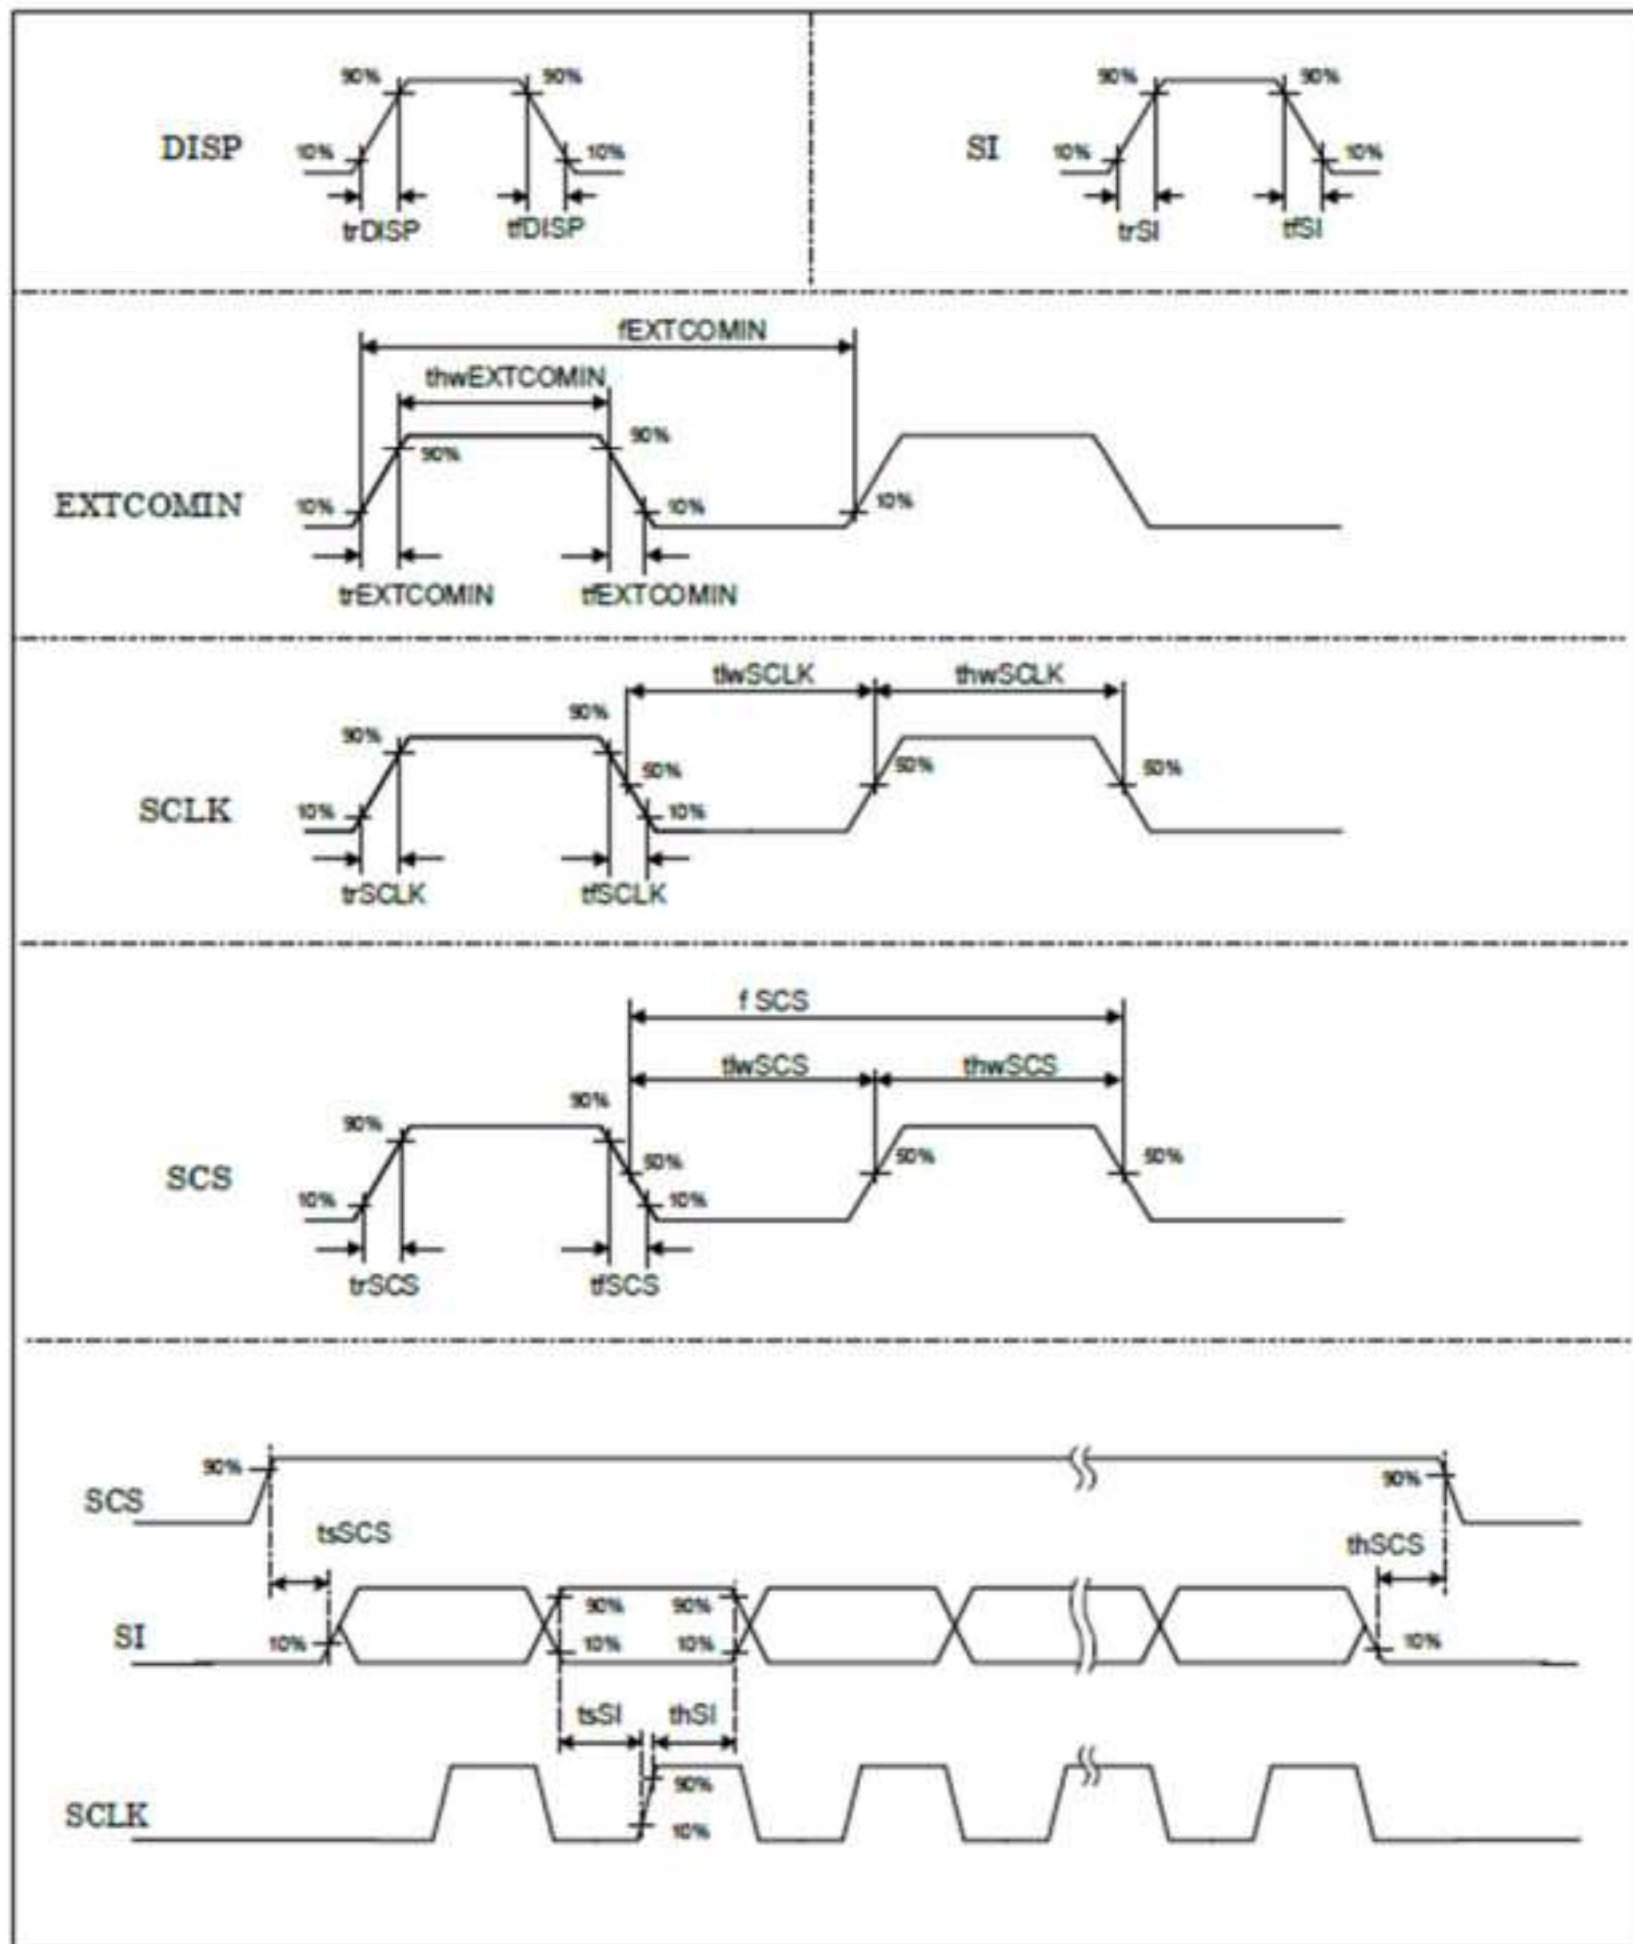 90% 90% 90% 90%
DISP 10% 10% SI 10% 10%
trDISP tfDISP trSI tfSI
fEXTCOMIN
thwEXTCOMIN
90%
90%
EXTCOMIN 10% 10% 10%
trEXTCOMIN tfEXTCOMIN
tlwSCLK thwSCLK
90%
90%
50% 50% 50%
SCLK 10% 10%
trSCLK tfSCLK
f SCS
tlwSCS thwSCS
90%
90%
50% 50% 50%
SCS 10% 10%
trSCS tfSCS
90% 90%
SCS
tsSCS thSCS
90% 90%
SI 10% 10% 10% 10%
tsSI thSI
90%
SCLK 10%